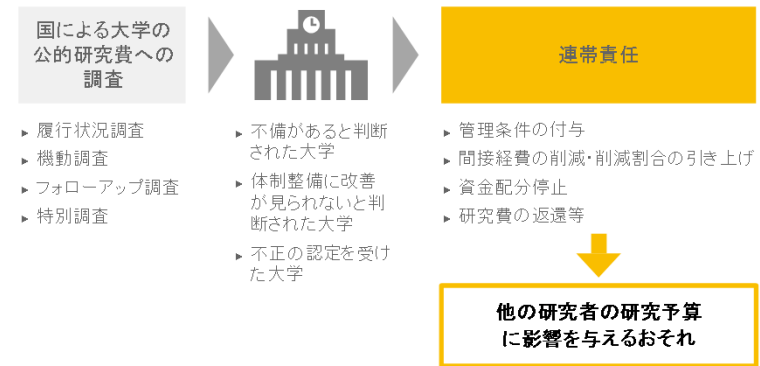 国による大学の
公的研究費への
調査
▸ 履行状況調査
▸ 機動調査
▸ フォローアップ調査
▸ 特別調査
▸ 不備があると判断
された大学
▸ 体制整備に改善
が見られないと判
断された大学
▸ 不正の認定を受け
た大学
連帯責任
▸ 管理条件の付与
▸ 間接経費の削減・削減割合の引き上げ
▸ 資金配分停止
▸ 研究費の返還等
他の研究者の研究予算
に影響を与えるおそれ